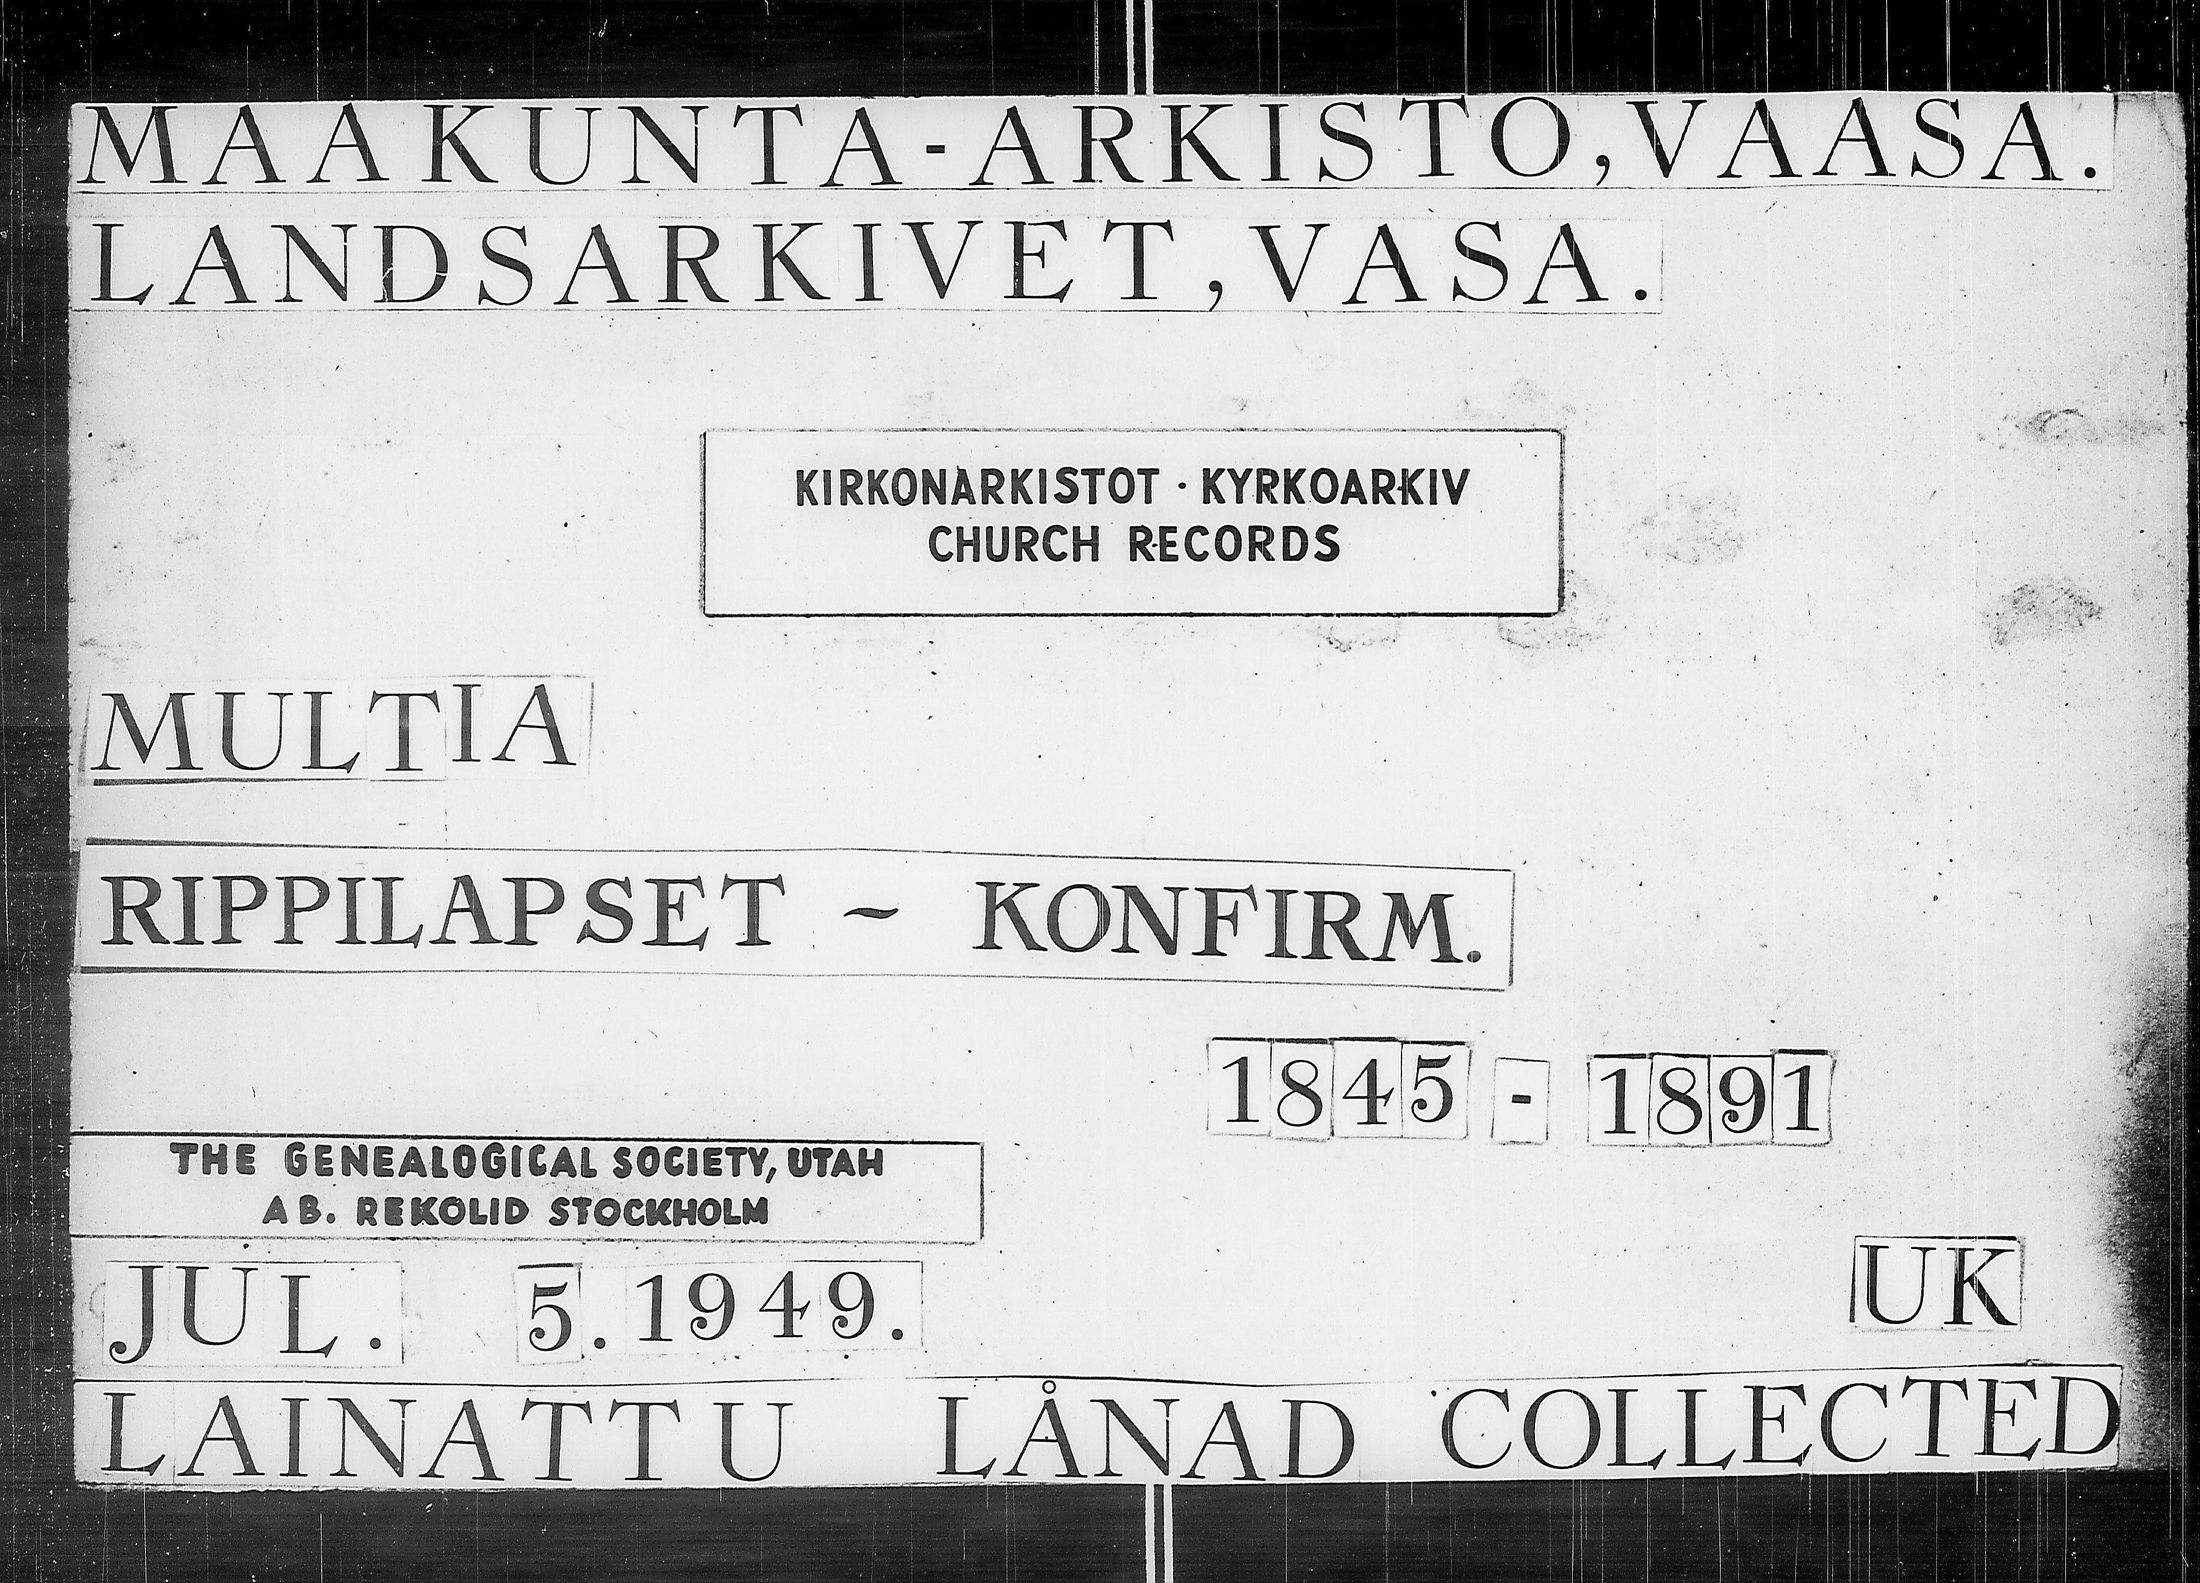 MAAKUNTA-ARKISTO, VAASA.
LANDSARKIVET, VASA.
KIRKONARKISTOT · KYRKOARKIV
CHURCH RECORDS
MULTIA
RIPPILAPSET - KONFIRM.
1845 - 1891
THE GENEALOGICAL SOCIETY, UTAH
AB. REKOLID STOCKHOLM
JUL. 5. 1949.
UK
LAINATTU LÅNAD COLLECTED